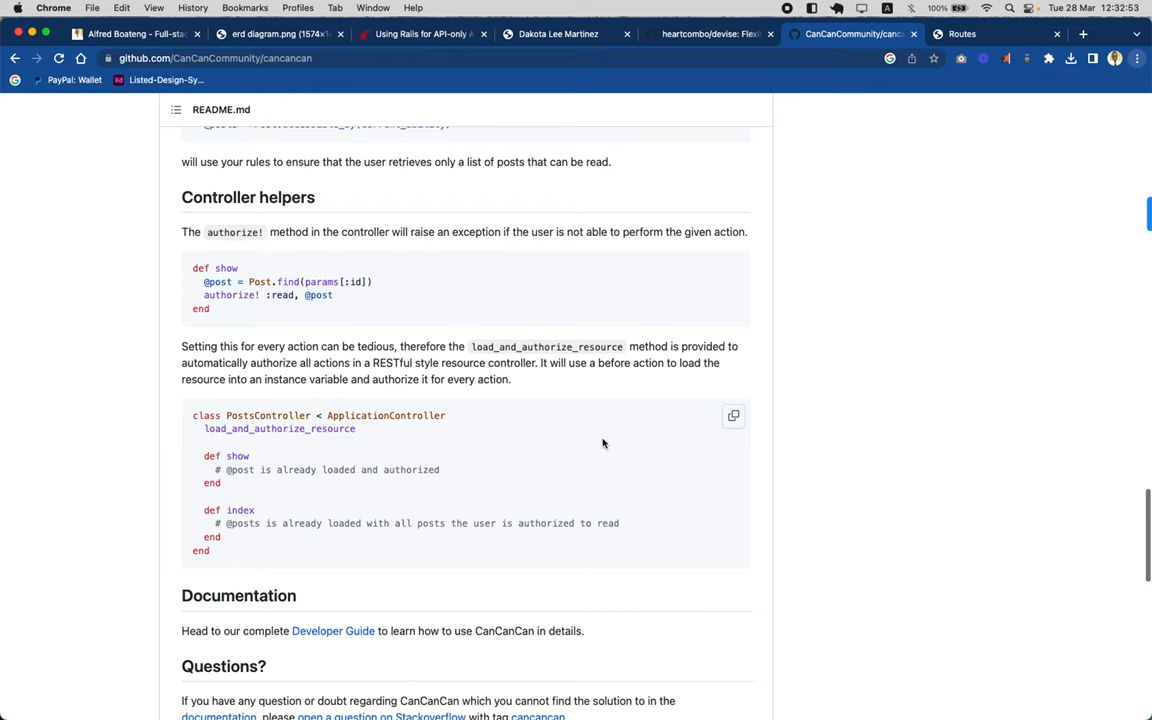 Chrome File Edit View History Bookmarks Profiles Tab Window Help A 100% Tue 28 Mar 12:32:53
Alfred Boateng - Full-sta erd diagram.png (1574× Using Rails for API-only A Dakota Lee Martinez heartcombo/devise: Flexi CanCanCommunity/canc Routes
github.com/CanCanCommunity/cancancan
PayPal: Wallet Xd Listed-Design-Sy...
README.md
will use your rules to ensure that the user retrieves only a list of posts that can be read.
Controller helpers
The authorize! method in the controller will raise an exception if the user is not able to perform the given action.
def show
@post = Post.find(params[:id])
authorize! :read, @post
end
Setting this for every action can be tedious, therefore the load_and_authorize_resource method is provided to
automatically authorize all actions in a RESTful style resource controller. It will use a before action to load the
resource into an instance variable and authorize it for every action.
class PostsController < ApplicationController
load_and_authorize_resource
def show
# @post is already loaded and authorized
end
def index
# @posts is already loaded with all posts the user is authorized to read
end
end
Documentation
Head to our complete Developer Guide to learn how to use CanCanCan in details.
Questions?
If you have any question or doubt regarding CanCanCan which you cannot find the solution to in the
documentation, please open a question on Stackoverflow with tag cancancan